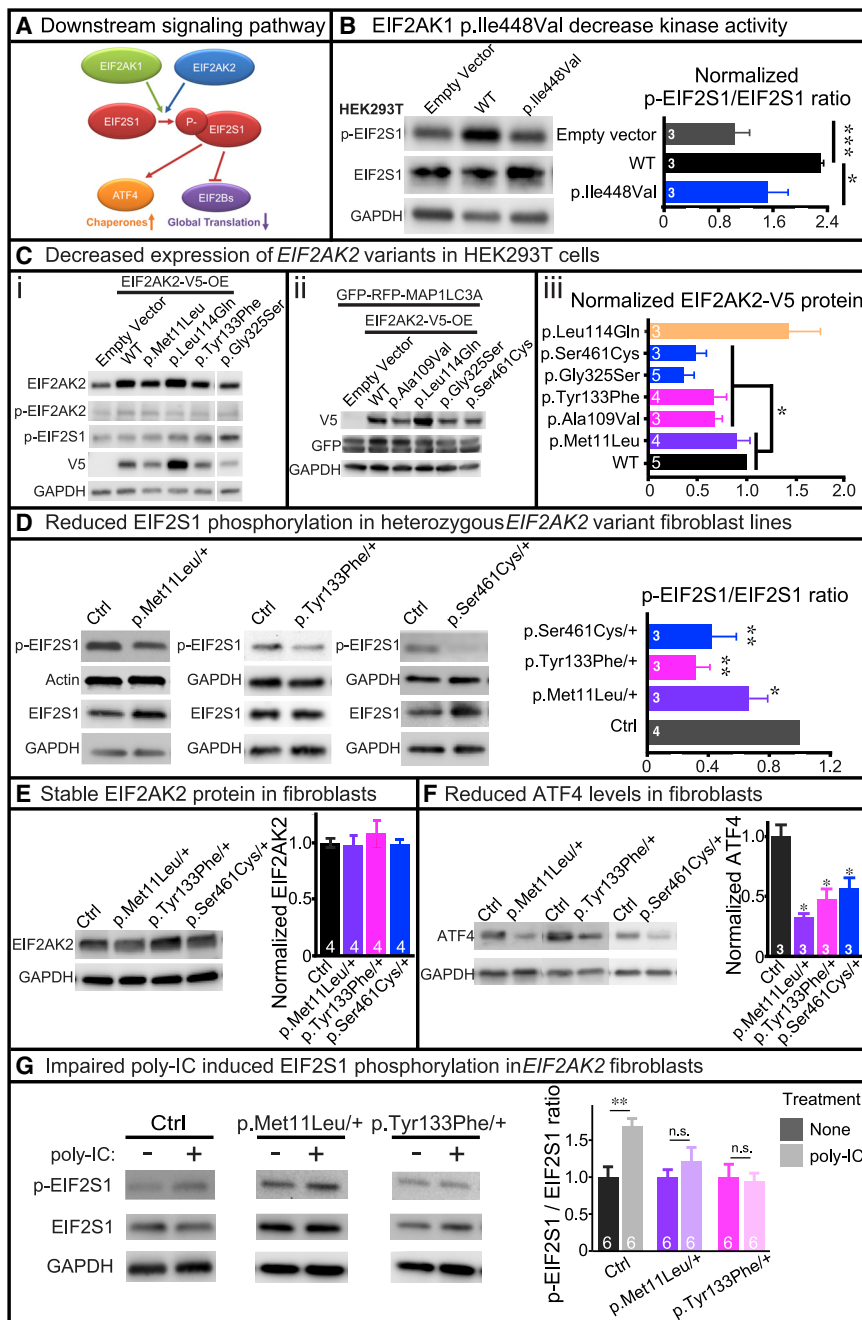 A Downstream signaling pathway
EIF2AK1
EIF2AK2
EIF2S1
P-
EIF2S1
ATF4
EIF2Bs
Chaperones↑
Global Translation↓
B EIF2AK1 p.Ile448Val decrease kinase activity
HEK293T
Empty Vector
WT
p.Ile448Val
p-EIF2S1
EIF2S1
GAPDH
Normalized
p-EIF2S1/EIF2S1 ratio
Empty vector
3
WT
3
p.Ile448Val
3
***
*
0
1.2
2.4
C Decreased expression of EIF2AK2 variants in HEK293T cells
i
EIF2AK2-V5-OE
Empty Vector
WT
p.Met11Leu
p.Leu114Gln
p.Tyr133Phe
p.Gly325Ser
EIF2AK2
p-EIF2AK2
p-EIF2S1
V5
GAPDH
ii
GFP-RFP-MAP1LC3A
EIF2AK2-V5-OE
Empty Vector
WT
p.Ala109Val
p.Leu114Gln
p.Gly325Ser
p.Ser461Cys
V5
GFP
GAPDH
iii
Normalized EIF2AK2-V5 protein
p.Leu114Gln
3
p.Ser461Cys
3
p.Gly325Ser
5
p.Tyr133Phe
4
p.Ala109Val
3
p.Met11Leu
4
WT
5
*
0
0.5
1.0
1.5
2.0
D Reduced EIF2S1 phosphorylation in heterozygous EIF2AK2 variant fibroblast lines
Ctrl
p.Met11Leu/+
p-EIF2S1
Actin
EIF2S1
GAPDH
Ctrl
p.Tyr133Phe/+
p-EIF2S1
GAPDH
EIF2S1
GAPDH
Ctrl
p.Ser461Cys/+
p-EIF2S1
GAPDH
EIF2S1
GAPDH
p-EIF2S1/EIF2S1 ratio
p.Ser461Cys/+
3
**
p.Tyr133Phe/+
3
**
p.Met11Leu/+
3
*
Ctrl
4
0
0.4
0.8
1.2
E Stable EIF2AK2 protein in fibroblasts
Ctrl
p.Met11Leu/+
p.Tyr133Phe/+
p.Ser461Cys/+
EIF2AK2
GAPDH
Normalized EIF2AK2
1
0.5
0
4
4
4
4
Ctrl
p.Met11Leu/+
p.Tyr133Phe/+
p.Ser461Cys/+
F Reduced ATF4 levels in fibroblasts
Ctrl
p.Met11Leu/+
Ctrl
p.Tyr133Phe/+
Ctrl
p.Ser461Cys/+
ATF4
GAPDH
Normalized ATF4
1.0
0.5
0
*
*
*
3
3
3
3
Ctrl
p.Met11Leu/+
p.Tyr133Phe/+
p.Ser461Cys/+
G Impaired poly-IC induced EIF2S1 phosphorylation in EIF2AK2 fibroblasts
Ctrl
p.Met11Leu/+
p.Tyr133Phe/+
poly-IC:
- + - + - +
p-EIF2S1
EIF2S1
GAPDH
p-EIF2S1 / EIF2S1 ratio
1.5
1.0
0
**
n.s.
n.s.
6
6
6
6
6
6
Ctrl
p.Met11Leu/+
p.Tyr133Phe/+
Treatment
None
poly-IC